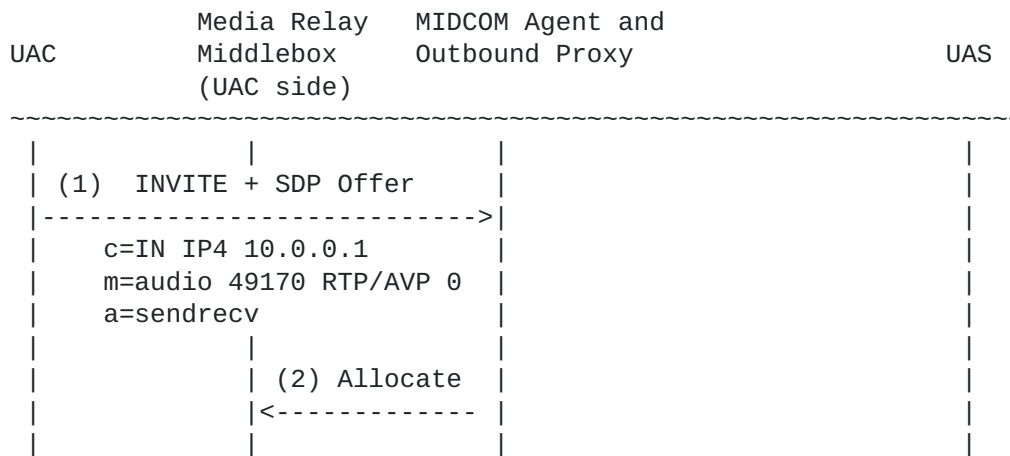 Media Relay   MIDCOM Agent and
UAC         Middlebox     Outbound Proxy                    UAS
            (UAC side)
~~~~~~~~~~~~~~~~~~~~~~~~~~~~~~~~~~~~~~~~~~~~~~~~~~~~~~~~~~~~~~~~
 |             |               |                             |
 | (1)  INVITE + SDP Offer     |                             |
 |---------------------------->|                             |
 |    c=IN IP4 10.0.0.1        |                             |
 |    m=audio 49170 RTP/AVP 0  |                             |
 |    a=sendrecv               |                             |
 |             |               |                             |
 |             | (2) Allocate  |                             |
 |             |<------------- |                             |
 |             |               |                             |